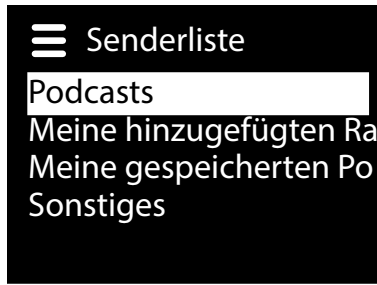 Senderliste
Podcasts
Meine hinzugefügten Ra
Meine gespeicherten Po
Sonstiges